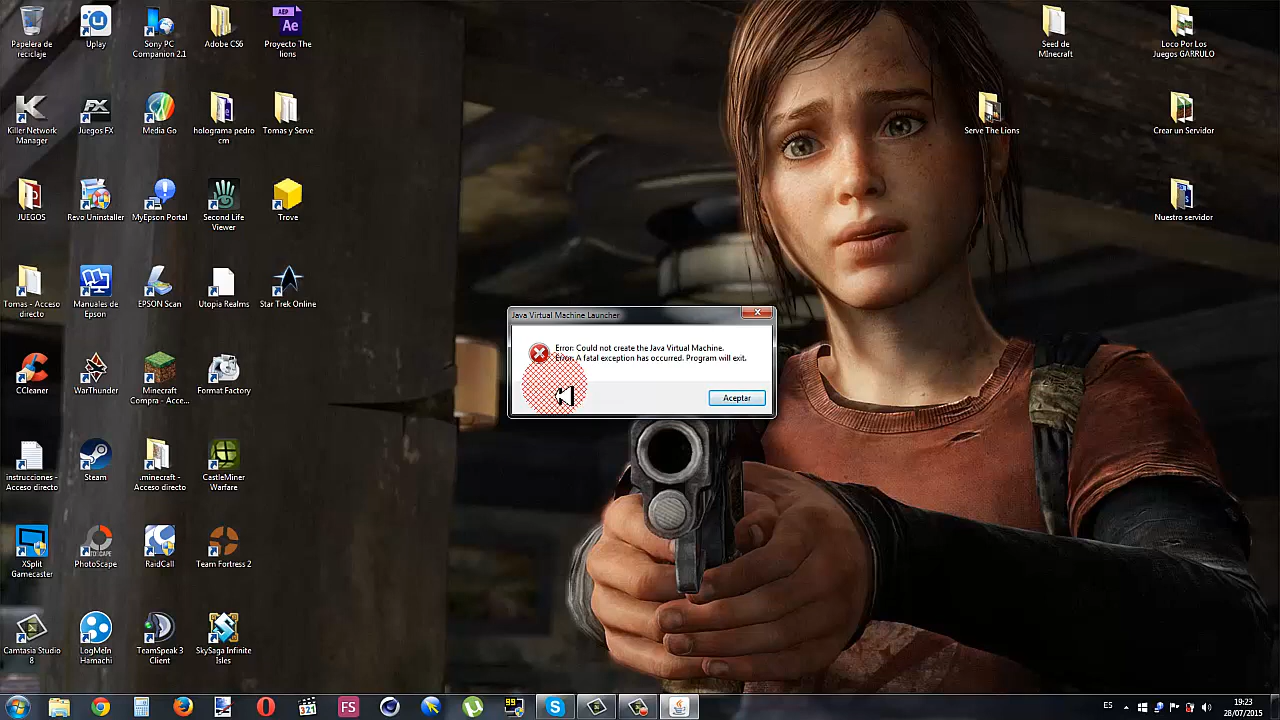 Papelera de
reciclaje
Uplay
Sony PC
Companion 2.1
Adobe CS6
AEP
Ae
Proyecto The
lions
Seed de
MInecraft
Loco Por Los
Juegos GARRULO
Killer Network
Manager
FX
Juegos FX
Media Go
holograma pedro
cm
Tomas y Serve
Serve The Lions
Crear un Servidor
JUEGOS
Revo Uninstaller
MyEpson Portal
Second Life
Viewer
Trove
Nuestro servidor
Tomas - Acceso
directo
Manuales de
Epson
EPSON Scan
Utopia Realms
Star Trek Online
Java Virtual Machine Launcher
Error: Could not create the Java Virtual Machine.
Error: A fatal exception has occurred. Program will exit.
Aceptar
CCleaner
WarThunder
Minecraft
Compra - Acce...
Format Factory
instrucciones -
Acceso directo
Steam
.minecraft -
Acceso directo
CastleMiner
Warfare
XSplit
Gamecaster
PhotoScape
RaidCall
Team Fortress 2
Camtasia Studio
8
LogMeIn
Hamachi
TeamSpeak 3
Client
SkySaga Infinite
Isles
FS
99
ES
19:23
28/07/2015